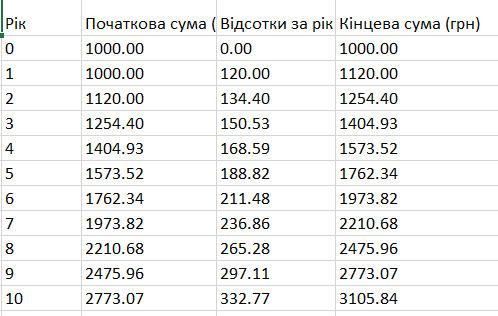 Рік Початкова сума ( Відсотки за рік Кінцева сума (грн)
0 1000.00 0.00 1000.00
1 1000.00 120.00 1120.00
2 1120.00 134.40 1254.40
3 1254.40 150.53 1404.93
4 1404.93 168.59 1573.52
5 1573.52 188.82 1762.34
6 1762.34 211.48 1973.82
7 1973.82 236.86 2210.68
8 2210.68 265.28 2475.96
9 2475.96 297.11 2773.07
10 2773.07 332.77 3105.84